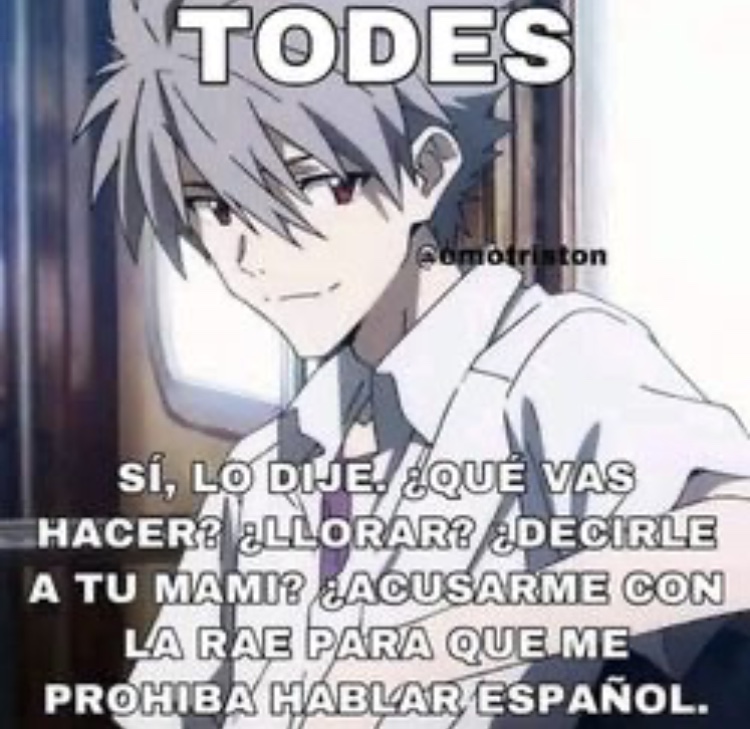 TODES
@emotriston
SÍ, LO DIJE. ¿QUÉ VAS
HACER? ¿LLORAR? ¿DECIRLE
A TU MAMI? ¿ACUSARME CON
LA RAE PARA QUE ME
PROHIBA HABLAR ESPAÑOL.